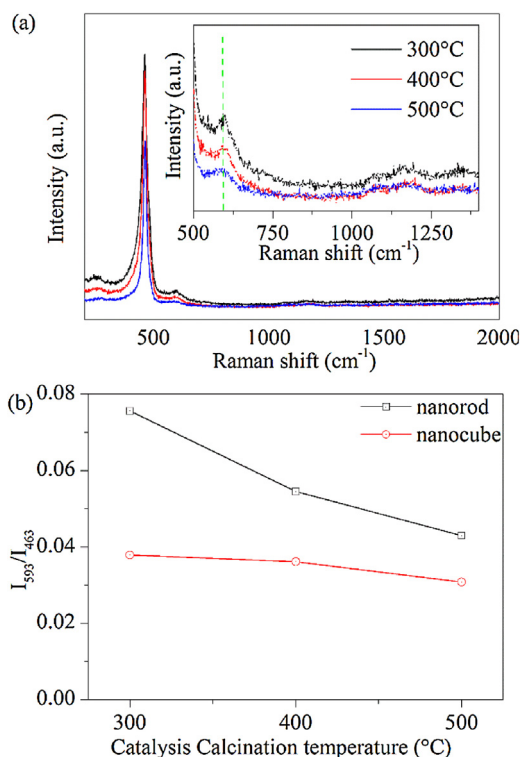 (a)
Intensity (a.u.)
Intensity (a.u.)
300°C
400°C
500°C
500 750 1000 1250
Raman shift (cm-1)
500 1000 1500 2000
Raman shift (cm-1)
(b)
0.08
0.06
0.04
0.02
0.00
I593/I463
nanorod
nanocube
300 400 500
Catalysis Calcination temperature (°C)